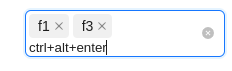 f1 × f3 ×
ctrl+alt+enter